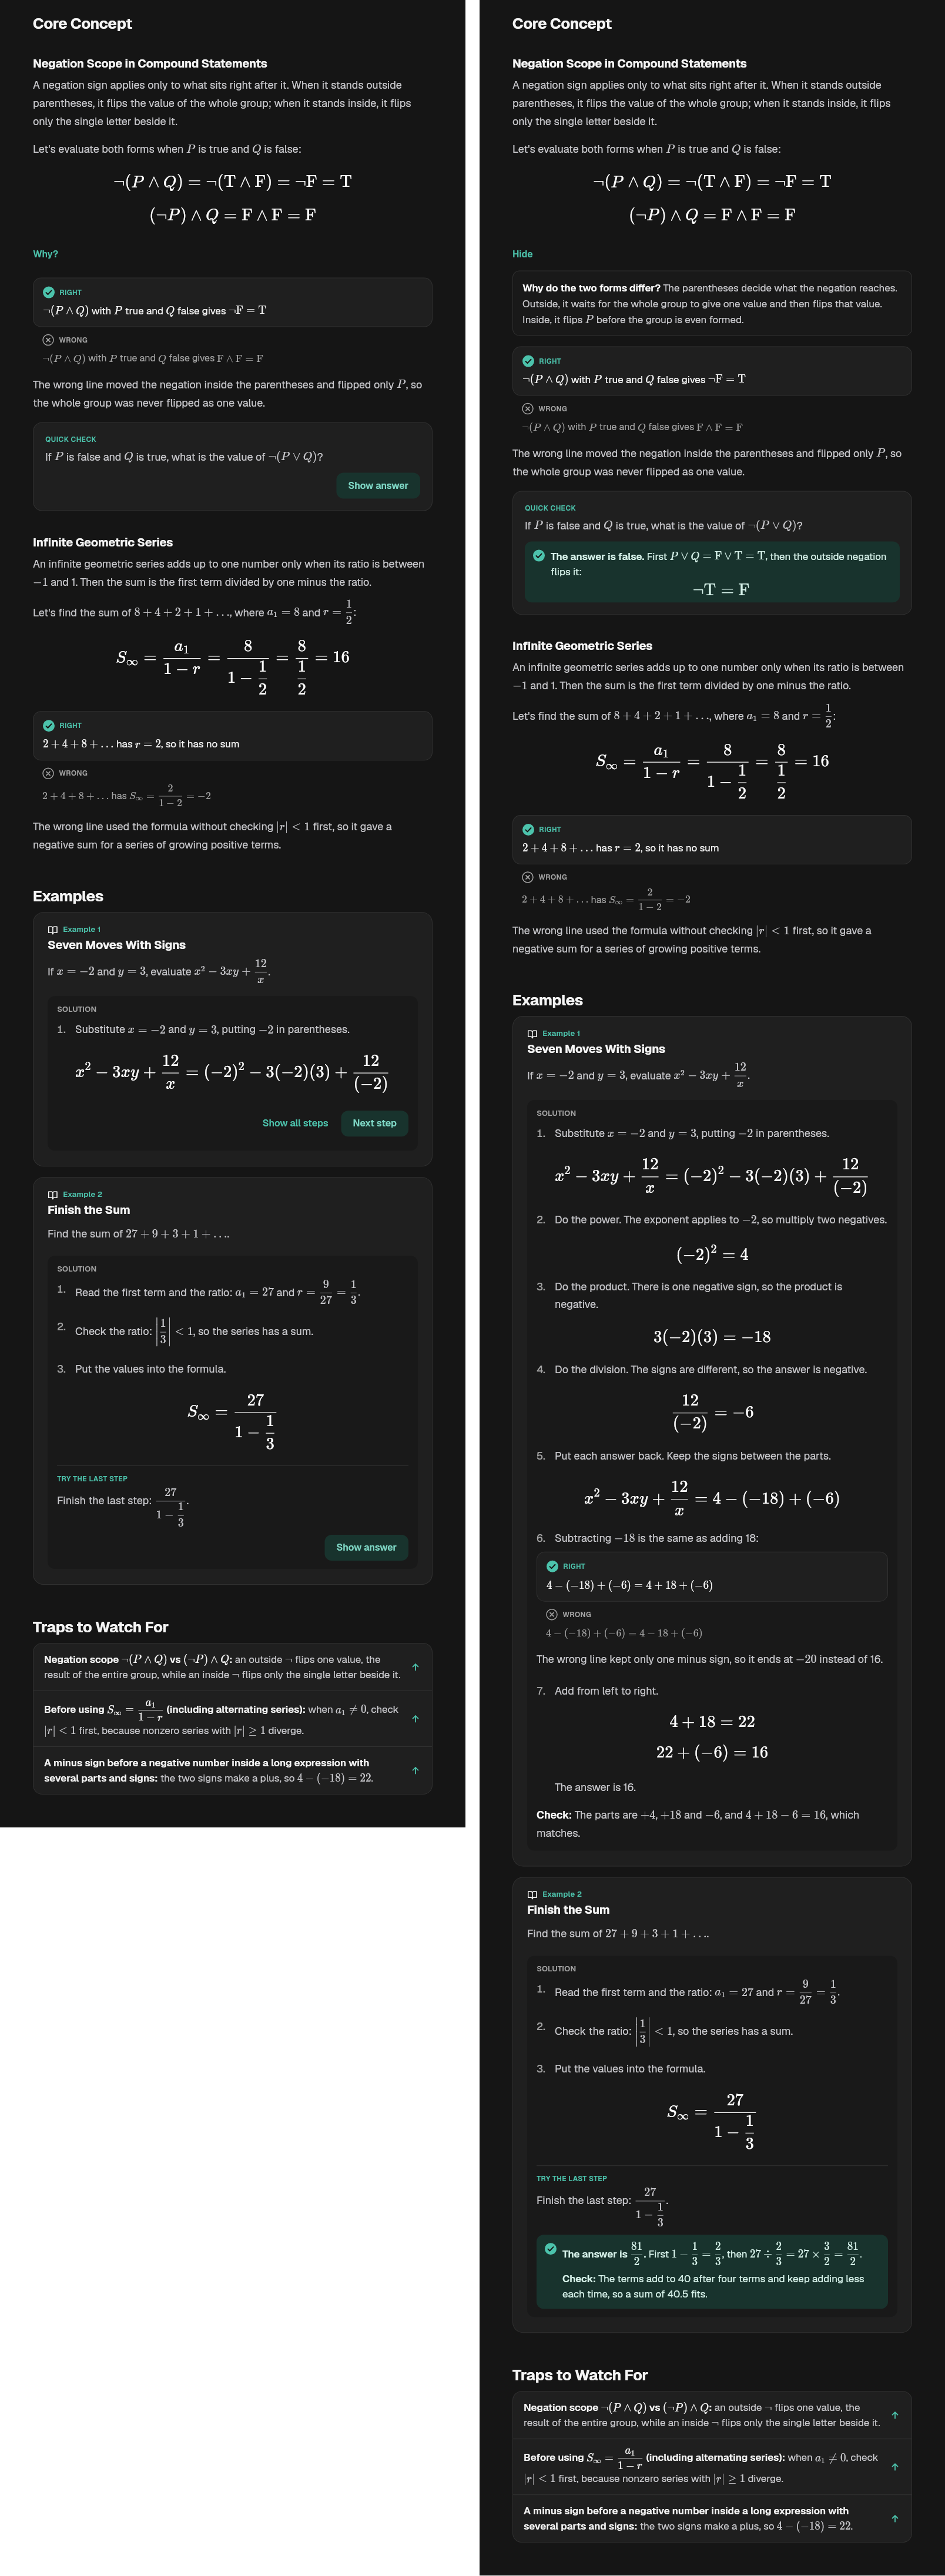 Core Concept
Negation Scope in Compound Statements
A negation sign applies only to what sits right after it. When it stands outside
parentheses, it flips the value of the whole group; when it stands inside, it flips
only the single letter beside it.
Let's evaluate both forms when P is true and Q is false:
¬(P ∧ Q) = ¬(T ∧ F) = ¬F = T
(¬P) ∧ Q = F ∧ F = F
Why?
RIGHT
¬(P ∧ Q) with P true and Q false gives ¬F = T
WRONG
¬(P ∧ Q) with P true and Q false gives F ∧ F = F
The wrong line moved the negation inside the parentheses and flipped only P, so
the whole group was never flipped as one value.
QUICK CHECK
If P is false and Q is true, what is the value of ¬(P ∨ Q)?
Show answer
Infinite Geometric Series
An infinite geometric series adds up to one number only when its ratio is between
−1 and 1. Then the sum is the first term divided by one minus the ratio.
Let's find the sum of 8 + 4 + 2 + 1 + …, where a₁ = 8 and r = 1/2:
S∞ = a₁/(1 − r) = 8/(1 − 1/2) = 8/(1/2) = 16
RIGHT
2 + 4 + 8 + … has r = 2, so it has no sum
WRONG
2 + 4 + 8 + … has S∞ = 2/(1 − 2) = −2
The wrong line used the formula without checking |r| < 1 first, so it gave a
negative sum for a series of growing positive terms.
Examples
Example 1
Seven Moves With Signs
If x = −2 and y = 3, evaluate x² − 3xy + 12/x.
SOLUTION
1. Substitute x = −2 and y = 3, putting −2 in parentheses.
x² − 3xy + 12/x = (−2)² − 3(−2)(3) + 12/(−2)
Show all steps Next step
Example 2
Finish the Sum
Find the sum of 27 + 9 + 3 + 1 + ….
SOLUTION
1. Read the first term and the ratio: a₁ = 27 and r = 9/27 = 1/3.
2. Check the ratio: |1/3| < 1, so the series has a sum.
3. Put the values into the formula.
S∞ = 27/(1 − 1/3)
TRY THE LAST STEP
Finish the last step: 27/(1 − 1/3).
Show answer
Traps to Watch For
Negation scope ¬(P ∧ Q) vs (¬P) ∧ Q: an outside ¬ flips one value, the
result of the entire group, while an inside ¬ flips only the single letter beside it. ↑
Before using S∞ = a₁/(1 − r) (including alternating series): when a₁ ≠ 0, check
|r| < 1 first, because nonzero series with |r| ≥ 1 diverge. ↑
A minus sign before a negative number inside a long expression with
several parts and signs: the two signs make a plus, so 4 − (−18) = 22. ↑
Core Concept
Negation Scope in Compound Statements
A negation sign applies only to what sits right after it. When it stands outside
parentheses, it flips the value of the whole group; when it stands inside, it flips
only the single letter beside it.
Let's evaluate both forms when P is true and Q is false:
¬(P ∧ Q) = ¬(T ∧ F) = ¬F = T
(¬P) ∧ Q = F ∧ F = F
Hide
Why do the two forms differ? The parentheses decide what the negation reaches.
Outside, it waits for the whole group to give one value and then flips that value.
Inside, it flips P before the group is even formed.
RIGHT
¬(P ∧ Q) with P true and Q false gives ¬F = T
WRONG
¬(P ∧ Q) with P true and Q false gives F ∧ F = F
The wrong line moved the negation inside the parentheses and flipped only P, so
the whole group was never flipped as one value.
QUICK CHECK
If P is false and Q is true, what is the value of ¬(P ∨ Q)?
The answer is false. First P ∨ Q = F ∨ T = T, then the outside negation
flips it:
¬T = F
Infinite Geometric Series
An infinite geometric series adds up to one number only when its ratio is between
−1 and 1. Then the sum is the first term divided by one minus the ratio.
Let's find the sum of 8 + 4 + 2 + 1 + …, where a₁ = 8 and r = 1/2:
S∞ = a₁/(1 − r) = 8/(1 − 1/2) = 8/(1/2) = 16
RIGHT
2 + 4 + 8 + … has r = 2, so it has no sum
WRONG
2 + 4 + 8 + … has S∞ = 2/(1 − 2) = −2
The wrong line used the formula without checking |r| < 1 first, so it gave a
negative sum for a series of growing positive terms.
Examples
Example 1
Seven Moves With Signs
If x = −2 and y = 3, evaluate x² − 3xy + 12/x.
SOLUTION
1. Substitute x = −2 and y = 3, putting −2 in parentheses.
x² − 3xy + 12/x = (−2)² − 3(−2)(3) + 12/(−2)
2. Do the power. The exponent applies to −2, so multiply two negatives.
(−2)² = 4
3. Do the product. There is one negative sign, so the product is
negative.
3(−2)(3) = −18
4. Do the division. The signs are different, so the answer is negative.
12/(−2) = −6
5. Put each answer back. Keep the signs between the parts.
x² − 3xy + 12/x = 4 − (−18) + (−6)
6. Subtracting −18 is the same as adding 18:
RIGHT
4 − (−18) + (−6) = 4 + 18 + (−6)
WRONG
4 − (−18) + (−6) = 4 − 18 + (−6)
The wrong line kept only one minus sign, so it ends at −20 instead of 16.
7. Add from left to right.
4 + 18 = 22
22 + (−6) = 16
The answer is 16.
Check: The parts are +4, +18 and −6, and 4 + 18 − 6 = 16, which
matches.
Example 2
Finish the Sum
Find the sum of 27 + 9 + 3 + 1 + ….
SOLUTION
1. Read the first term and the ratio: a₁ = 27 and r = 9/27 = 1/3.
2. Check the ratio: |1/3| < 1, so the series has a sum.
3. Put the values into the formula.
S∞ = 27/(1 − 1/3)
TRY THE LAST STEP
Finish the last step: 27/(1 − 1/3).
The answer is 81/2. First 1 − 1/3 = 2/3, then 27 ÷ 2/3 = 27 × 3/2 = 81/2.
Check: The terms add to 40 after four terms and keep adding less
each time, so a sum of 40.5 fits.
Traps to Watch For
Negation scope ¬(P ∧ Q) vs (¬P) ∧ Q: an outside ¬ flips one value, the
result of the entire group, while an inside ¬ flips only the single letter beside it. ↑
Before using S∞ = a₁/(1 − r) (including alternating series): when a₁ ≠ 0, check
|r| < 1 first, because nonzero series with |r| ≥ 1 diverge. ↑
A minus sign before a negative number inside a long expression with
several parts and signs: the two signs make a plus, so 4 − (−18) = 22. ↑